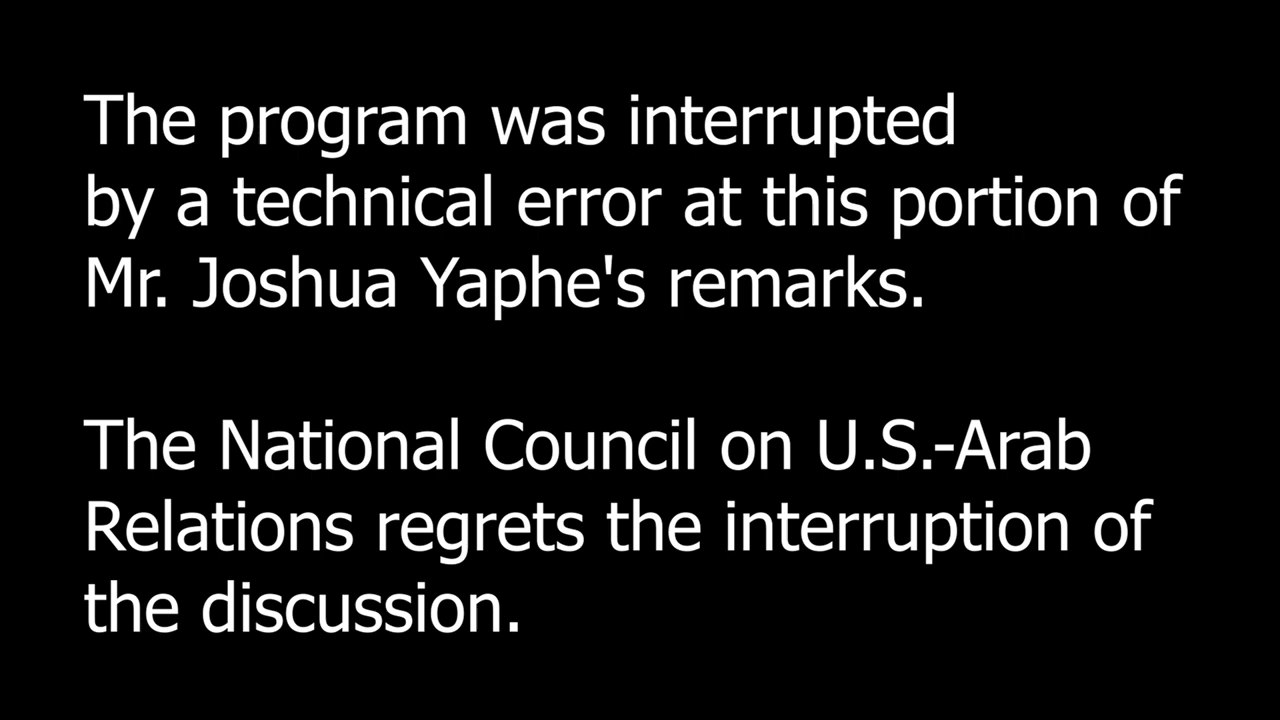 The program was interrupted
by a technical error at this portion of
Mr. Joshua Yaphe's remarks.
The National Council on U.S.-Arab
Relations regrets the interruption of
the discussion.